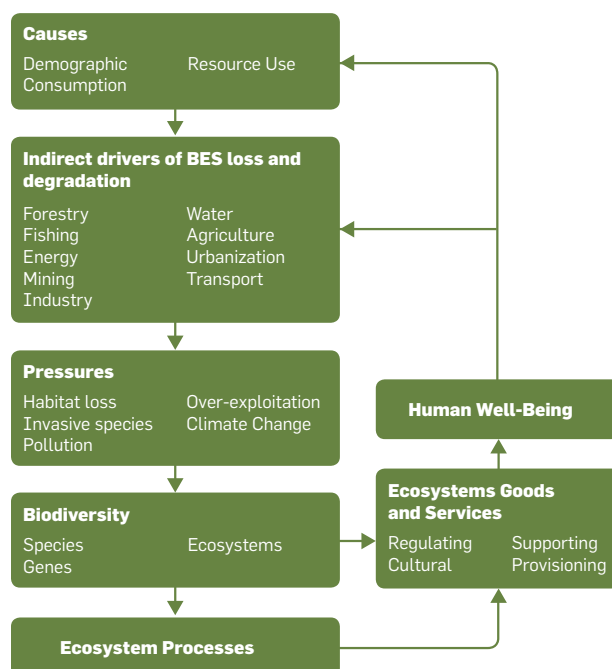 Causes
Demographic
Consumption
Resource Use
Indirect drivers of BES loss and
degradation
Forestry
Fishing
Energy
Mining
Industry
Water
Agriculture
Urbanization
Transport
Pressures
Habitat loss
Invasive species
Pollution
Over-exploitation
Climate Change
Human Well-Being
Biodiversity
Species
Genes
Ecosystems
Ecosystems Goods
and Services
Regulating
Cultural
Supporting
Provisioning
Ecosystem Processes